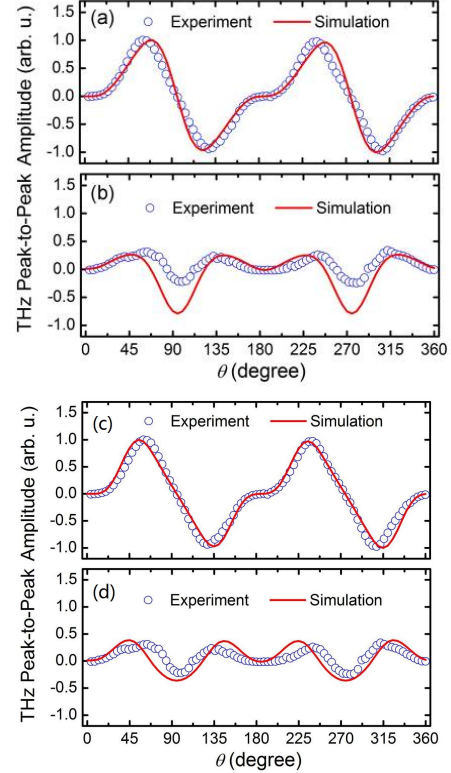 (a) Experiment Simulation
1.5
1.0
0.5
0.0
-0.5
-1.0
(b) Experiment Simulation
1.5
1.0
0.5
0.0
-0.5
-1.0
THz Peak-to-Peak Amplitude (arb. u.)
0 45 90 135 180 225 270 315 360
θ (degree)
(c) Experiment Simulation
1.5
1.0
0.5
0.0
-0.5
-1.0
(d) Experiment Simulation
1.5
1.0
0.5
0.0
-0.5
-1.0
THz Peak-to-Peak Amplitude (arb. u.)
0 45 90 135 180 225 270 315 360
θ (degree)